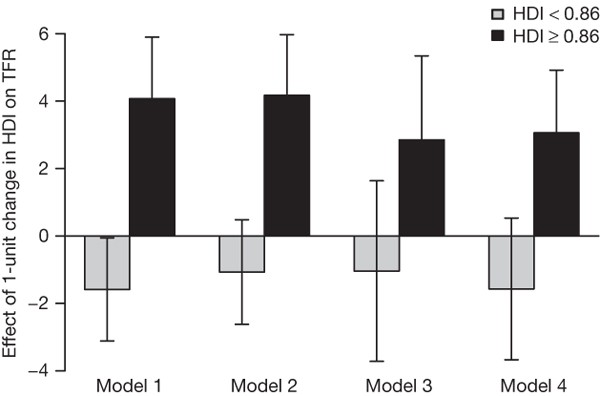 HDI < 0.86
HDI ≥ 0.86
Effect of 1-unit change in HDI on TFR
6
4
2
0
−2
−4
Model 1 Model 2 Model 3 Model 4